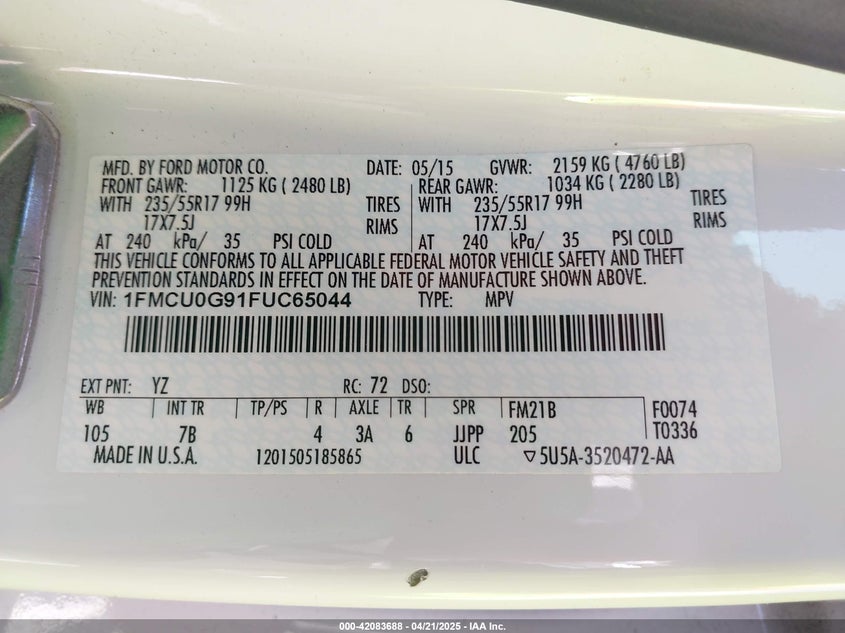 MFD. BY FORD MOTOR CO. DATE: 05/15 GVWR: 2159 KG ( 4760 LB)
FRONT GAWR: 1125 KG ( 2480 LB) REAR GAWR: 1034 KG ( 2280 LB)
WITH 235/55R17 99H TIRES WITH 235/55R17 99H TIRES
17X7.5J RIMS 17X7.5J RIMS
AT 240 kPa/ 35 PSI COLD AT 240 kPa/ 35 PSI COLD
THIS VEHICLE CONFORMS TO ALL APPLICABLE FEDERAL MOTOR VEHICLE SAFETY AND THEFT
PREVENTION STANDARDS IN EFFECT ON THE DATE OF MANUFACTURE SHOWN ABOVE.
VIN: 1FMCU0G91FUC65044 TYPE: MPV
EXT PNT: YZ RC: 72 DSO:
WB INT TR TP/PS R AXLE TR SPR FM21B F0074
105 7B 4 3A 6 JJPP 205 T0336
MADE IN U.S.A. 1201505185865 ULC ▽5U5A-3520472-AA
000-42083688 - 04/21/2025 - IAA Inc.